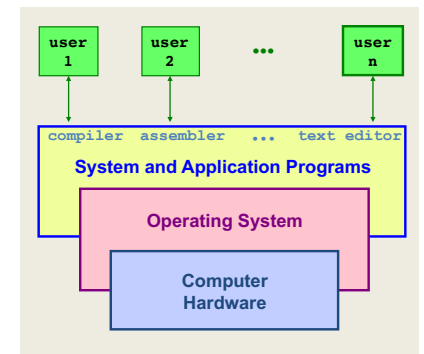 user user ... user
1 2 n
compiler assembler ... text editor
System and Application Programs
Operating System
Computer
Hardware